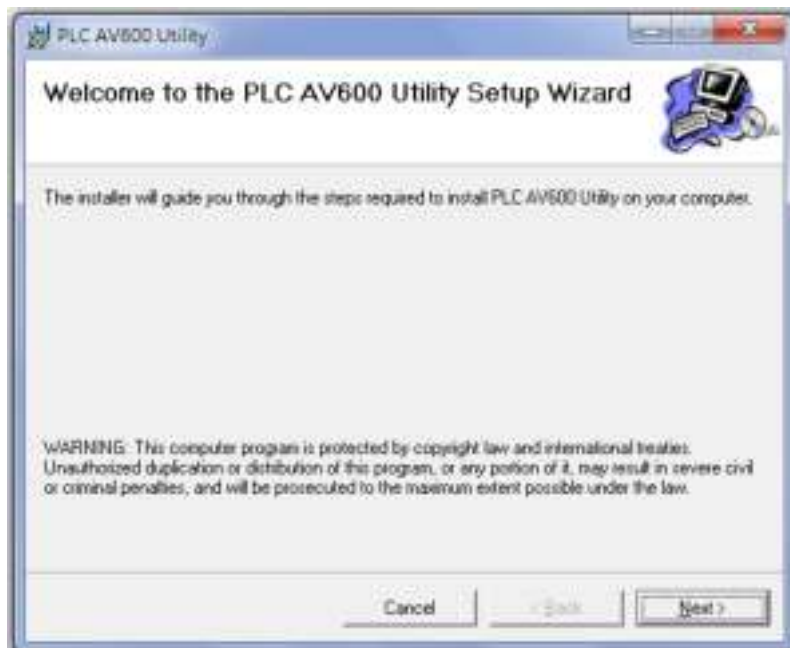 PLC AV600 Utility
Welcome to the PLC AV600 Utility Setup Wizard
The installer will guide you through the steps required to install PLC AV600 Utility on your computer.
WARNING: This computer program is protected by copyright law and international treaties.
Unauthorized duplication or distribution of this program, or any portion of it, may result in severe civil
or criminal penalties, and will be prosecuted to the maximum extent possible under the law.
Cancel
< Back
Next >